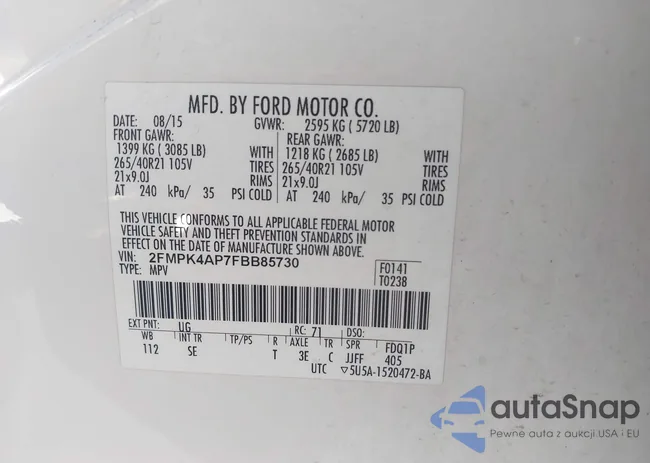 MFD. BY FORD MOTOR CO.
DATE: 08/15 GVWR: 2595 KG ( 5720 LB)
FRONT GAWR: REAR GAWR:
1399 KG ( 3085 LB) WITH 1218 KG ( 2685 LB) WITH
265/40R21 105V TIRES 265/40R21 105V TIRES
21x9.0J RIMS 21x9.0J RIMS
AT 240 kPa/ 35 PSI COLD AT 240 kPa/ 35 PSI COLD
THIS VEHICLE CONFORMS TO ALL APPLICABLE FEDERAL MOTOR
VEHICLE SAFETY AND THEFT PREVENTION STANDARDS IN
EFFECT ON THE DATE OF MANUFACTURE SHOWN ABOVE.
VIN: 2FMPK4AP7FBB85730 F0141
TYPE: MPV T0238
EXT PNT: UG RC: 71 DSO:
WB INT TR TP/PS R AXLE TR SPR FDQ1P
112 SE T 3E C JJFF 405
UTC ▽5U5A-1520472-BA
autaSnap
Pewne auta z aukcji USA i EU